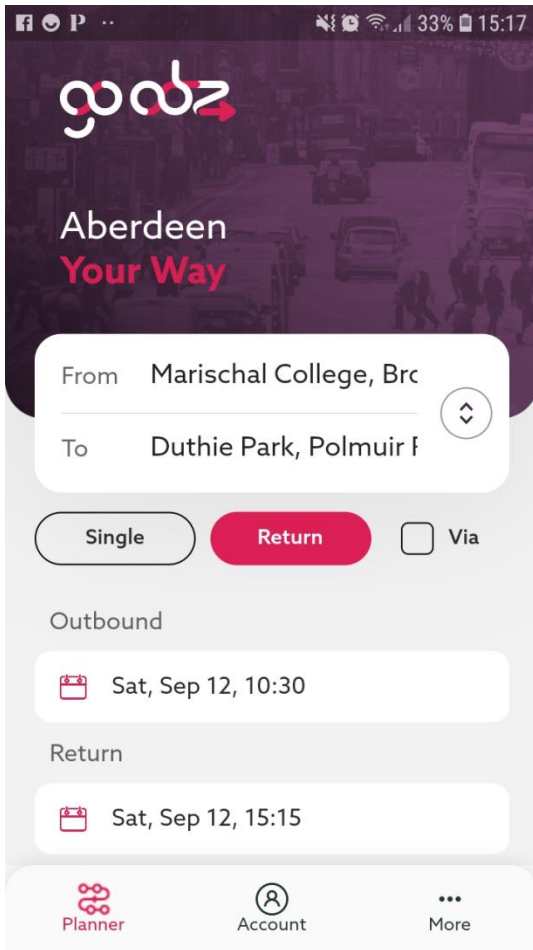 33% 15:17
go abz
Aberdeen
Your Way
From Marischal College, Brc
To Duthie Park, Polmuir
Single Return Via
Outbound
Sat, Sep 12, 10:30
Return
Sat, Sep 12, 15:15
Planner Account More